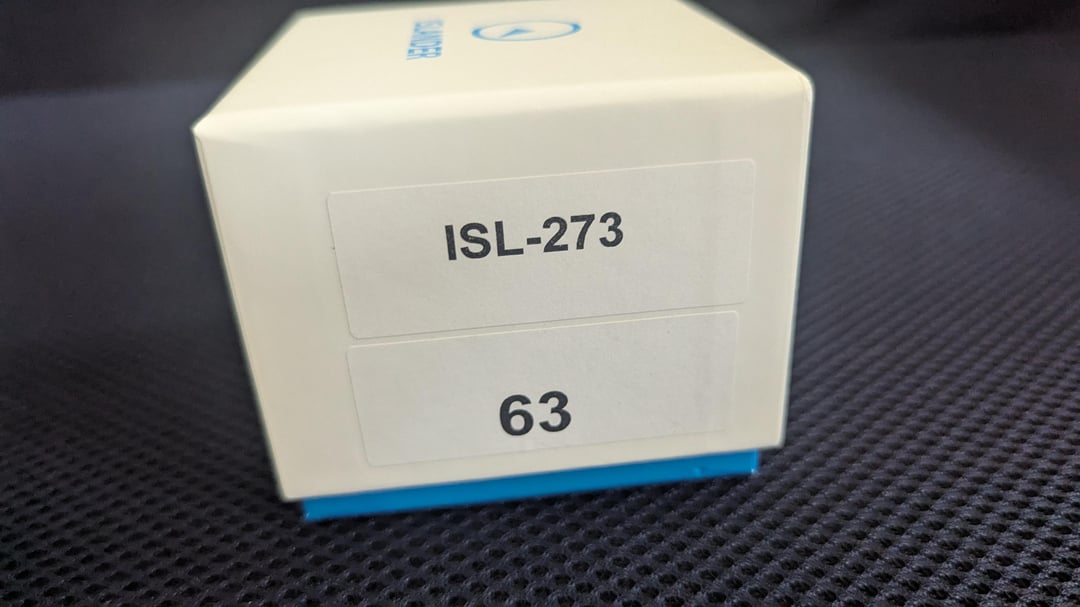 ISLANDER
ISL-273
63